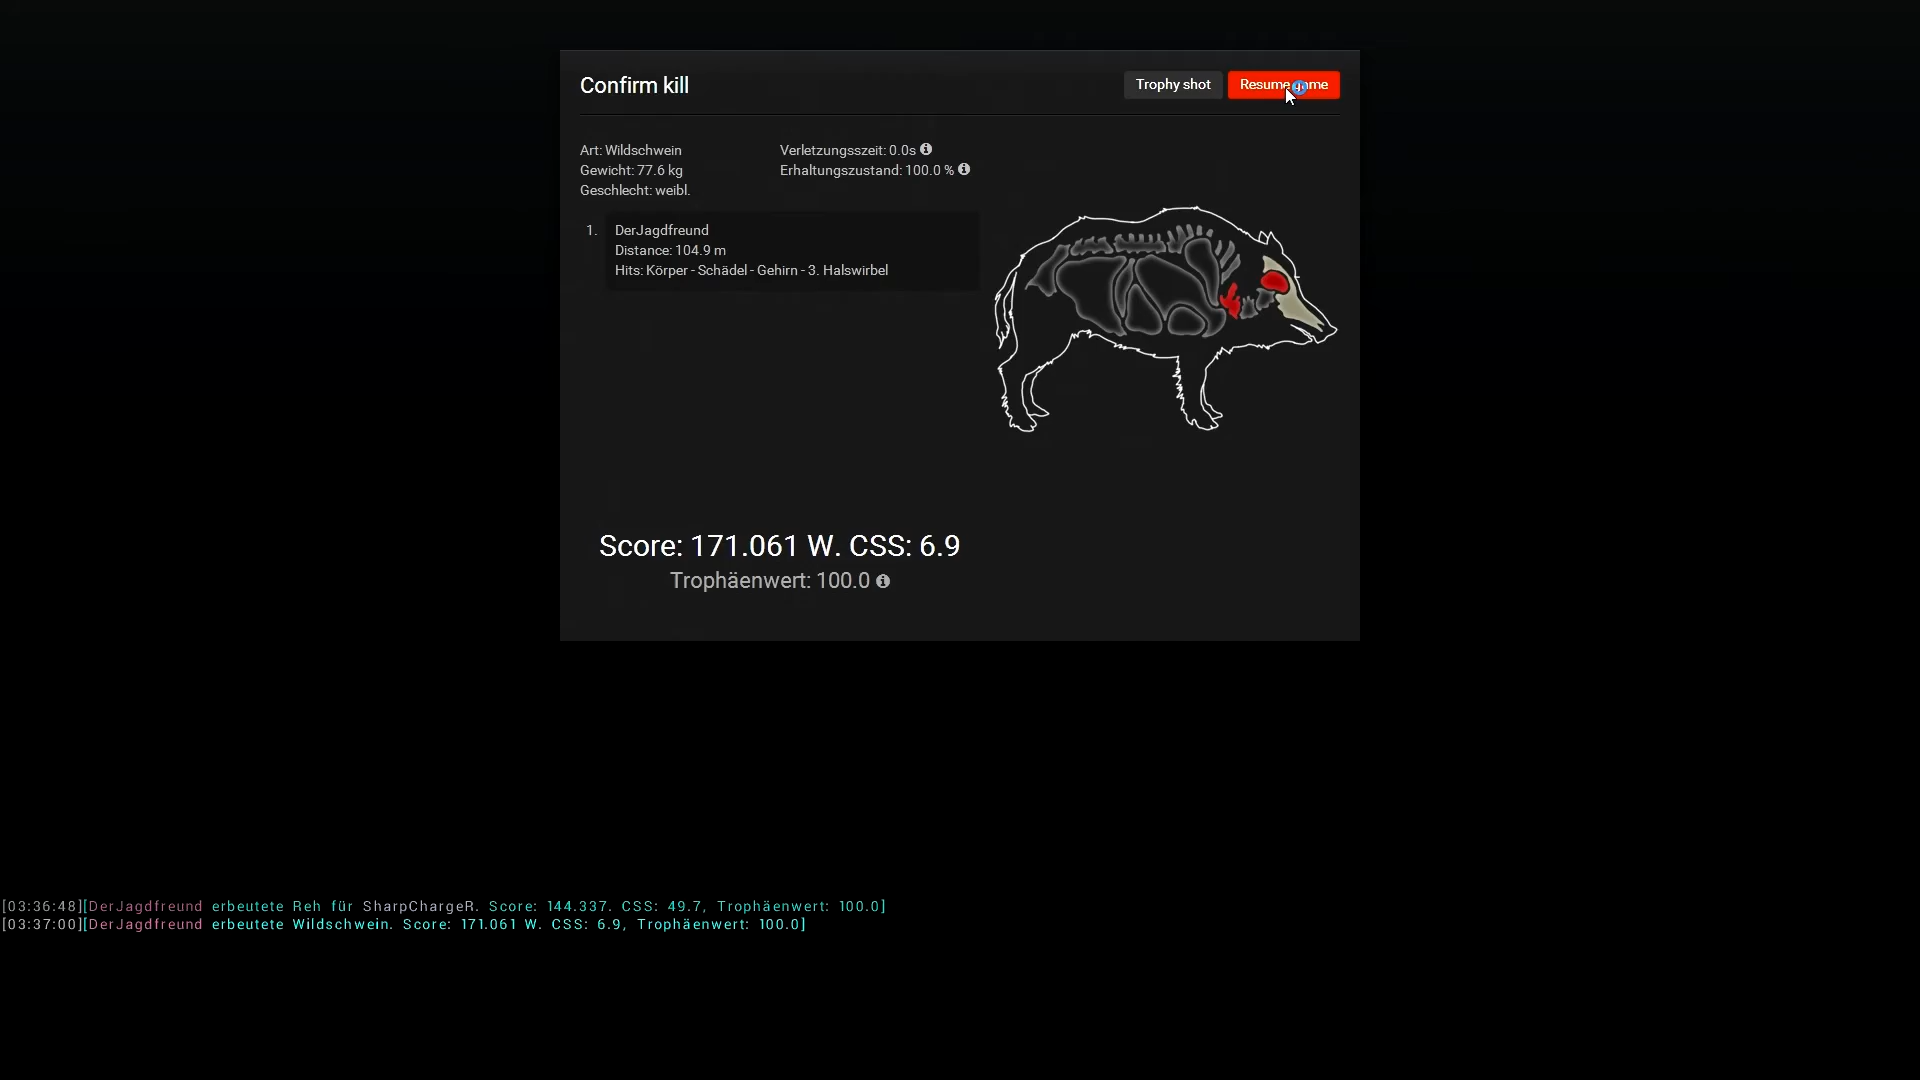 Confirm kill
Trophy shot
Resume game
Art: Wildschwein
Gewicht: 77.6 kg
Geschlecht: weibl.
Verletzungsszeit: 0.0s
Erhaltungszustand: 100.0 %
1.
DerJagdfreund
Distance: 104.9 m
Hits: Körper - Schädel - Gehirn - 3. Halswirbel
Score: 171.061 W. CSS: 6.9
Trophäenwert: 100.0
[03:36:48][DerJagdfreund erbeutete Reh für SharpChargeR. Score: 144.337. CSS: 49.7, Trophäenwert: 100.0]
[03:37:00][DerJagdfreund erbeutete Wildschwein. Score: 171.061 W. CSS: 6.9, Trophäenwert: 100.0]